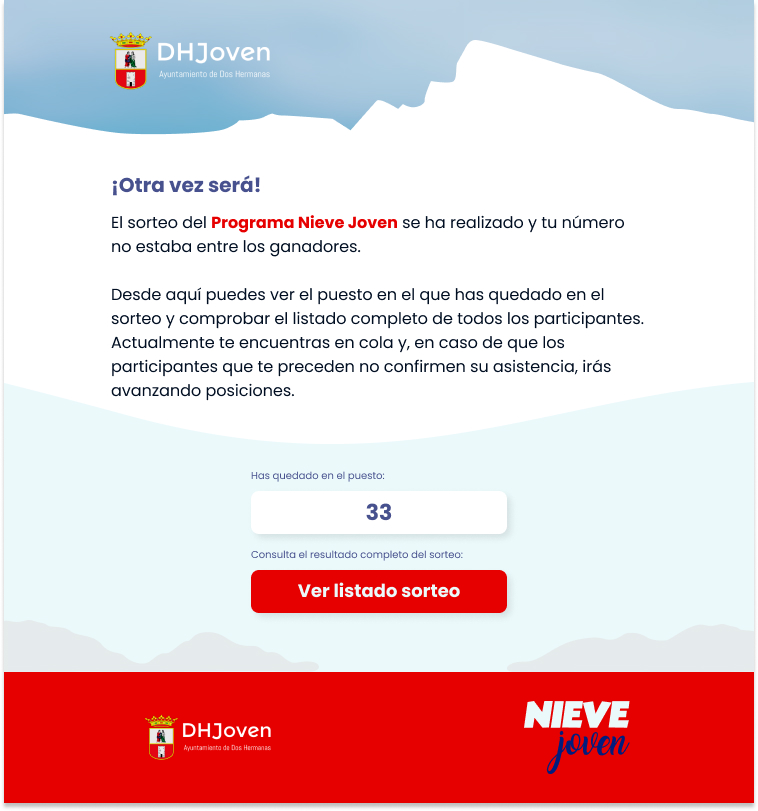 DHJoven
Ayuntamiento de Dos Hermanas
¡Otra vez será!
El sorteo del Programa Nieve Joven se ha realizado y tu número
no estaba entre los ganadores.
Desde aquí puedes ver el puesto en el que has quedado en el
sorteo y comprobar el listado completo de todos los participantes.
Actualmente te encuentras en cola y, en caso de que los
participantes que te preceden no confirmen su asistencia, irás
avanzando posiciones.
Has quedado en el puesto:
33
Consulta el resultado completo del sorteo:
Ver listado sorteo
DHJoven
Ayuntamiento de Dos Hermanas
NIEVE
joven